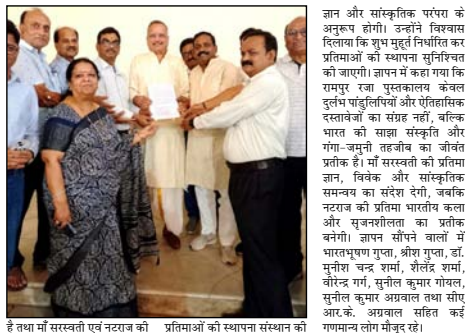 है तथा माँ सरस्वती एवं नटराज की
प्रतिमाओं की स्थापना संस्थान की
ज्ञान और सांस्कृतिक परंपरा के
अनुरूप होगी। उन्होंने विश्वास
दिलाया कि शुभ मुहूर्त निर्धारित कर
प्रतिमाओं की स्थापना सुनिश्चित
की जाएगी। ज्ञापन में कहा गया कि
रामपुर रजा पुस्तकालय केवल
दुर्लभ पांडुलिपियों और ऐतिहासिक
दस्तावेजों का संग्रह नहीं, बल्कि
भारत की साझा संस्कृति और
गंगा-जमुनी तहजीब का जीवंत
प्रतीक है। माँ सरस्वती की प्रतिमा
ज्ञान, विवेक और सांस्कृतिक
समन्वय का संदेश देगी, जबकि
नटराज की प्रतिमा भारतीय कला
और सृजनशीलता का प्रतीक
बनेगी। ज्ञापन सौंपने वालों में
भारतभूषण गुप्ता, श्रीश गुप्ता, डॉ.
मुनीश चन्द्र शर्मा, शैलेंद्र शर्मा,
वीरेन्द्र गर्ग, सुनील कुमार गोयल,
सुनील कुमार अग्रवाल तथा सीए
आर.के. अग्रवाल सहित कई
गणमान्य लोग मौजूद रहे।